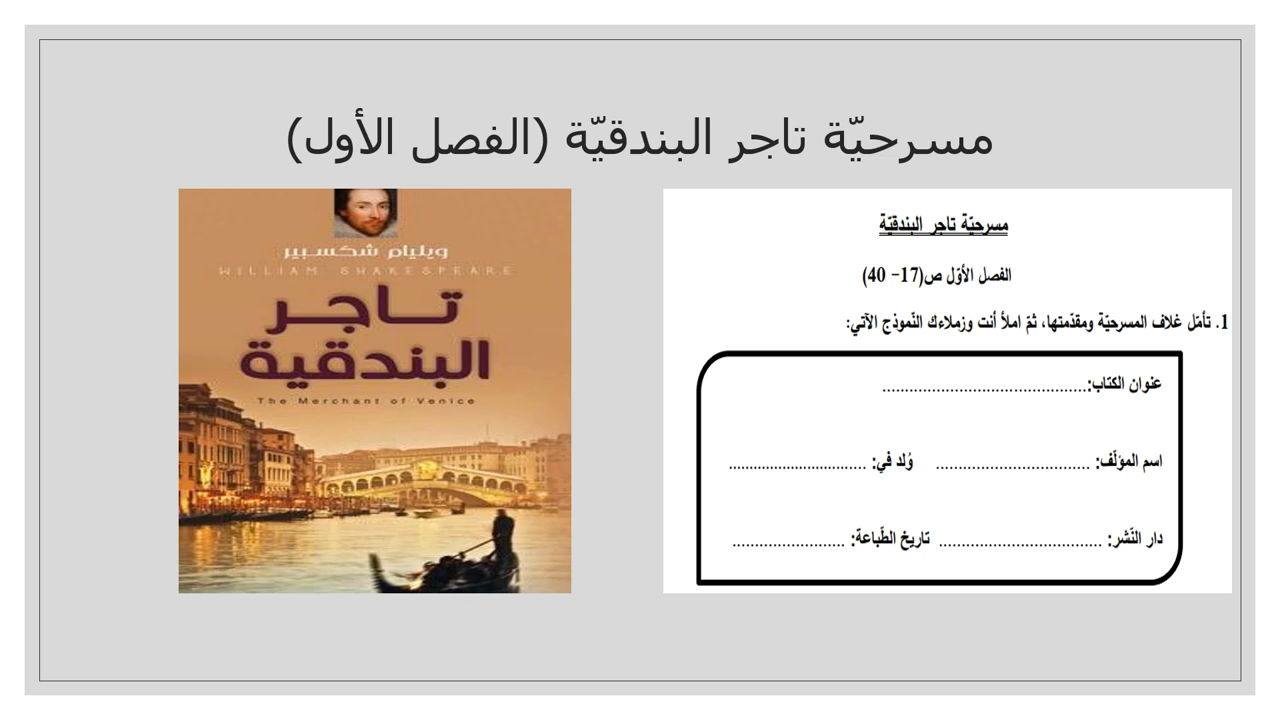 مسرحيّة تاجر البندقيّة (الفصل الأول)
ويليام شكسبير
WILLIAM SHAKESPEARE
تاجر
البندقية
The Merchant of Venice
مسرحيّة تاجر البندقيّة
الفصل الأوّل ص(17- 40)
1. تأمّل غلاف المسرحيّة ومقدّمتها، ثمّ املأ أنت وزملاءك النّموذج الآتي:
عنوان الكتاب:...........................................
اسم المؤلّف: ................................ وُلد في: .............................
دار النّشر: .................................. تاريخ الطّباعة: .......................